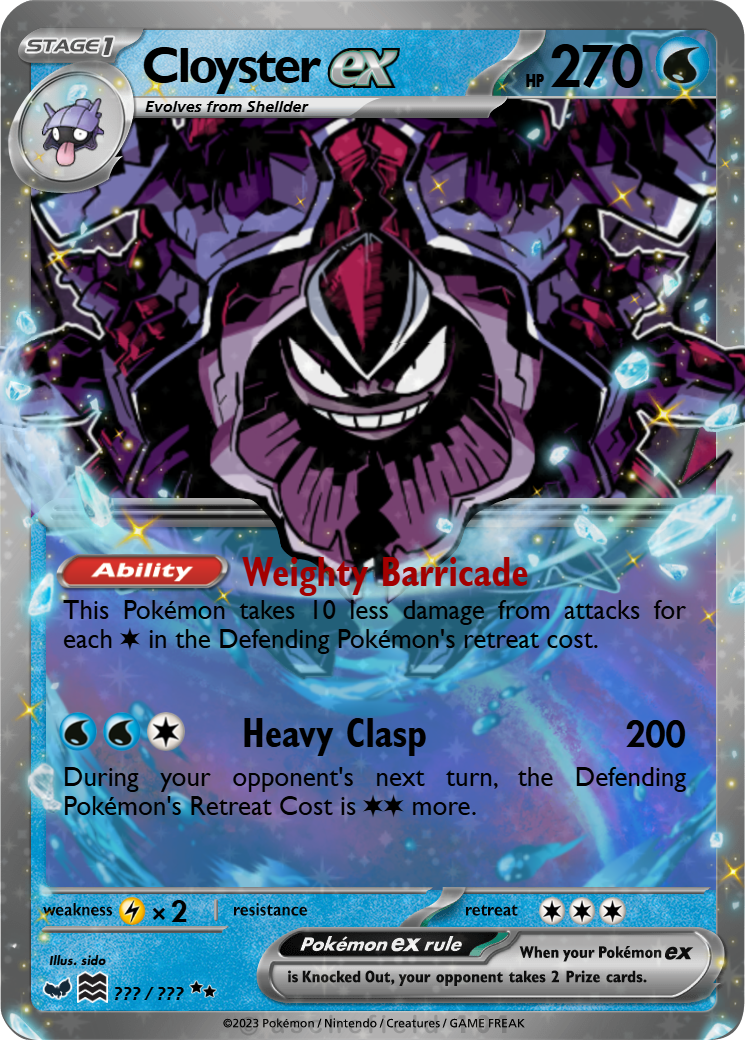 STAGE 1
Cloyster ex HP 270
Evolves from Shellder
Ability Weighty Barricade
This Pokémon takes 10 less damage from attacks for
each in the Defending Pokémon's retreat cost.
Heavy Clasp 200
During your opponent's next turn, the Defending
Pokémon's Retreat Cost is more.
weakness × 2 resistance retreat
Pokémon ex rule
When your Pokémon ex
is Knocked Out, your opponent takes 2 Prize cards.
Illus. sido
??? / ???
©2023 Pokémon / Nintendo / Creatures / GAME FREAK